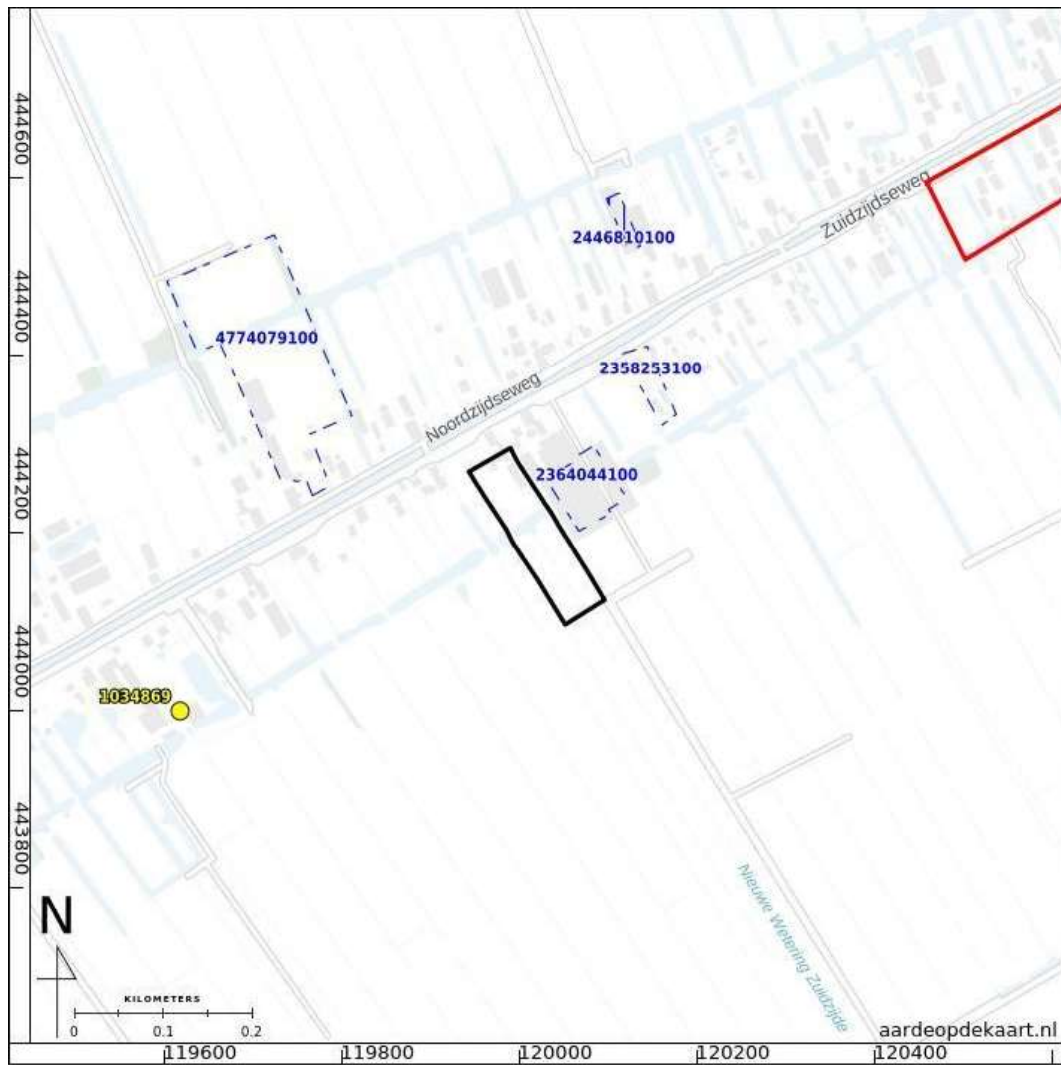 444600
444400
444200
444000
443800
Zuidzijdseweg
2446810100
4774079100
2358253100
Noordzijdseweg
2364044100
1034869
Nieuwe Wetering Zuidzijde
N
KILOMETERS
0 0.1 0.2
aardeopdekaart.nl
119600 119800 120000 120200 120400